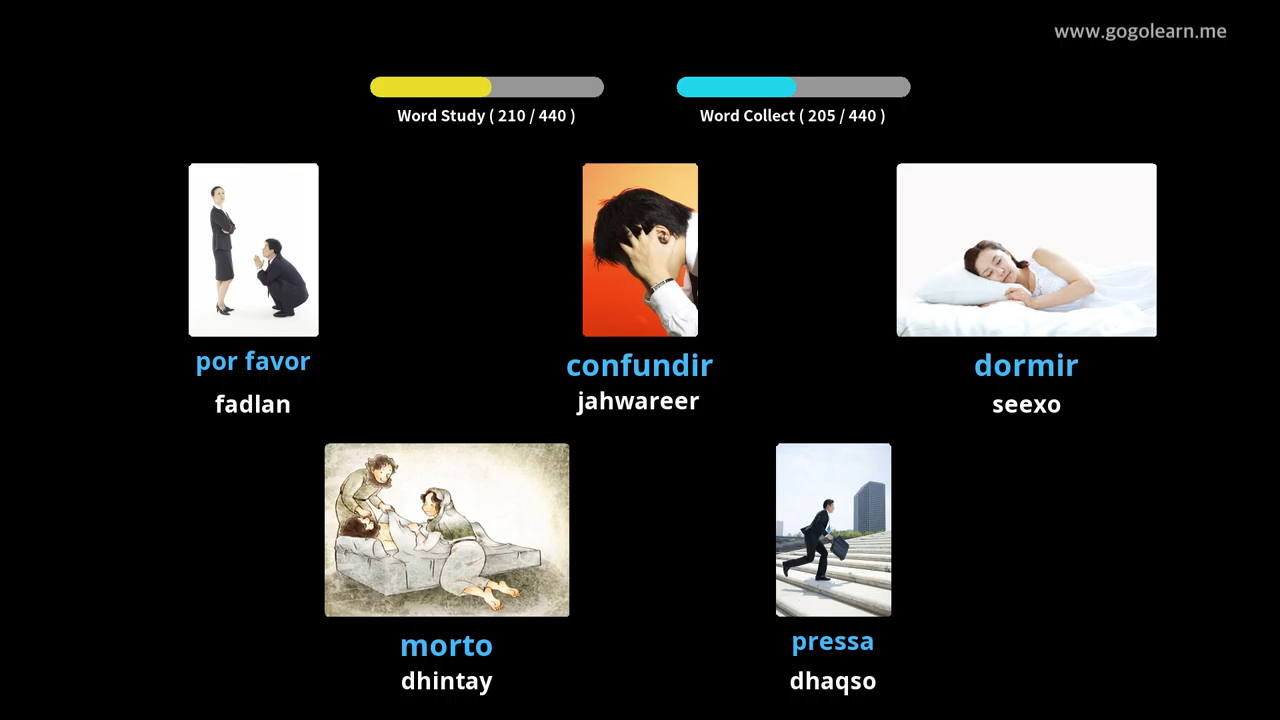 www.gogolearn.me
Word Study ( 210 / 440 )
Word Collect ( 205 / 440 )
por favor
fadlan
confundir
jahwareer
dormir
seexo
morto
dhintay
pressa
dhaqso